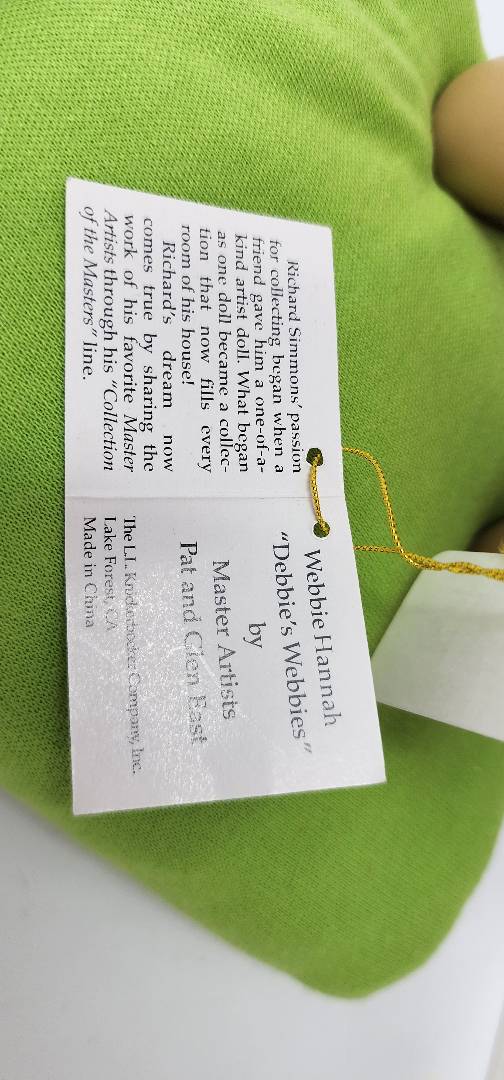 Richard Simmons' passion
for collecting began when a
friend gave him a one-of-a-
kind artist doll. What began
as one doll became a collec-
tion that now fills every
room of his house!
Richard's dream now
comes true by sharing the
work of his favorite Master
Artists through his "Collection
of the Masters" line.
Webbie Hannah
"Debbie's Webbies"
by
Master Artists
Pat and Glen East
The L.L. Knickerbocker Company, Inc.
Lake Forest, CA
Made in China